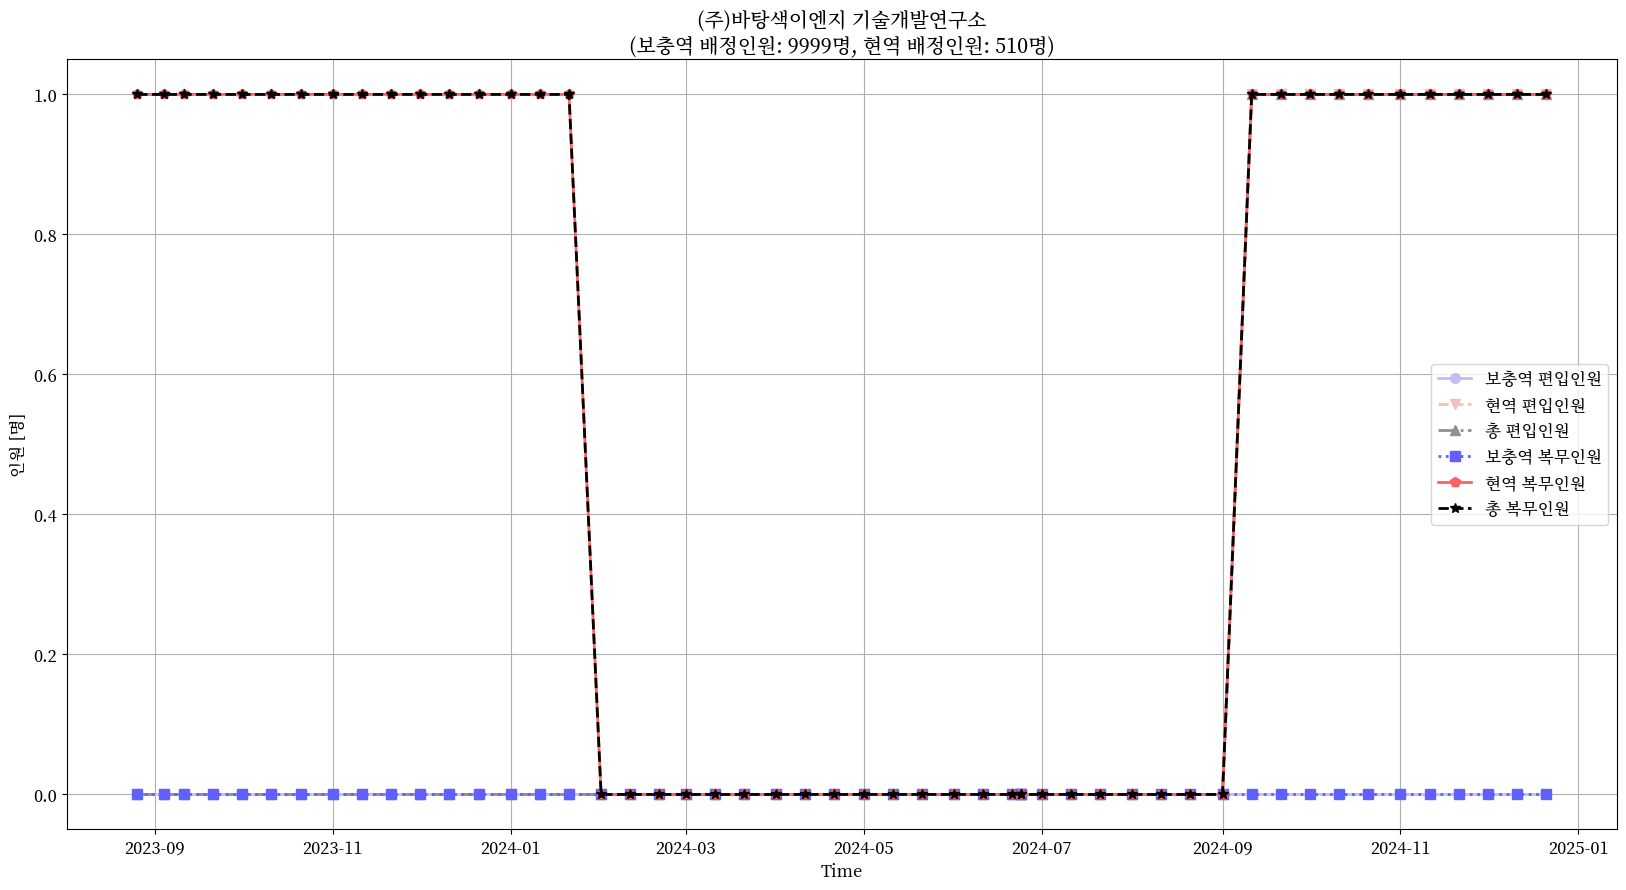 (주)바탕색이엔지 기술개발연구소
(보충역 배정인원: 9999명, 현역 배정인원: 510명)
인원 [명]
1.0
0.8
0.6
0.4
0.2
0.0
보충역 편입인원
현역 편입인원
총 편입인원
보충역 복무인원
현역 복무인원
총 복무인원
2023-09 2023-11 2024-01 2024-03 2024-05 2024-07 2024-09 2024-11 2025-01
Time